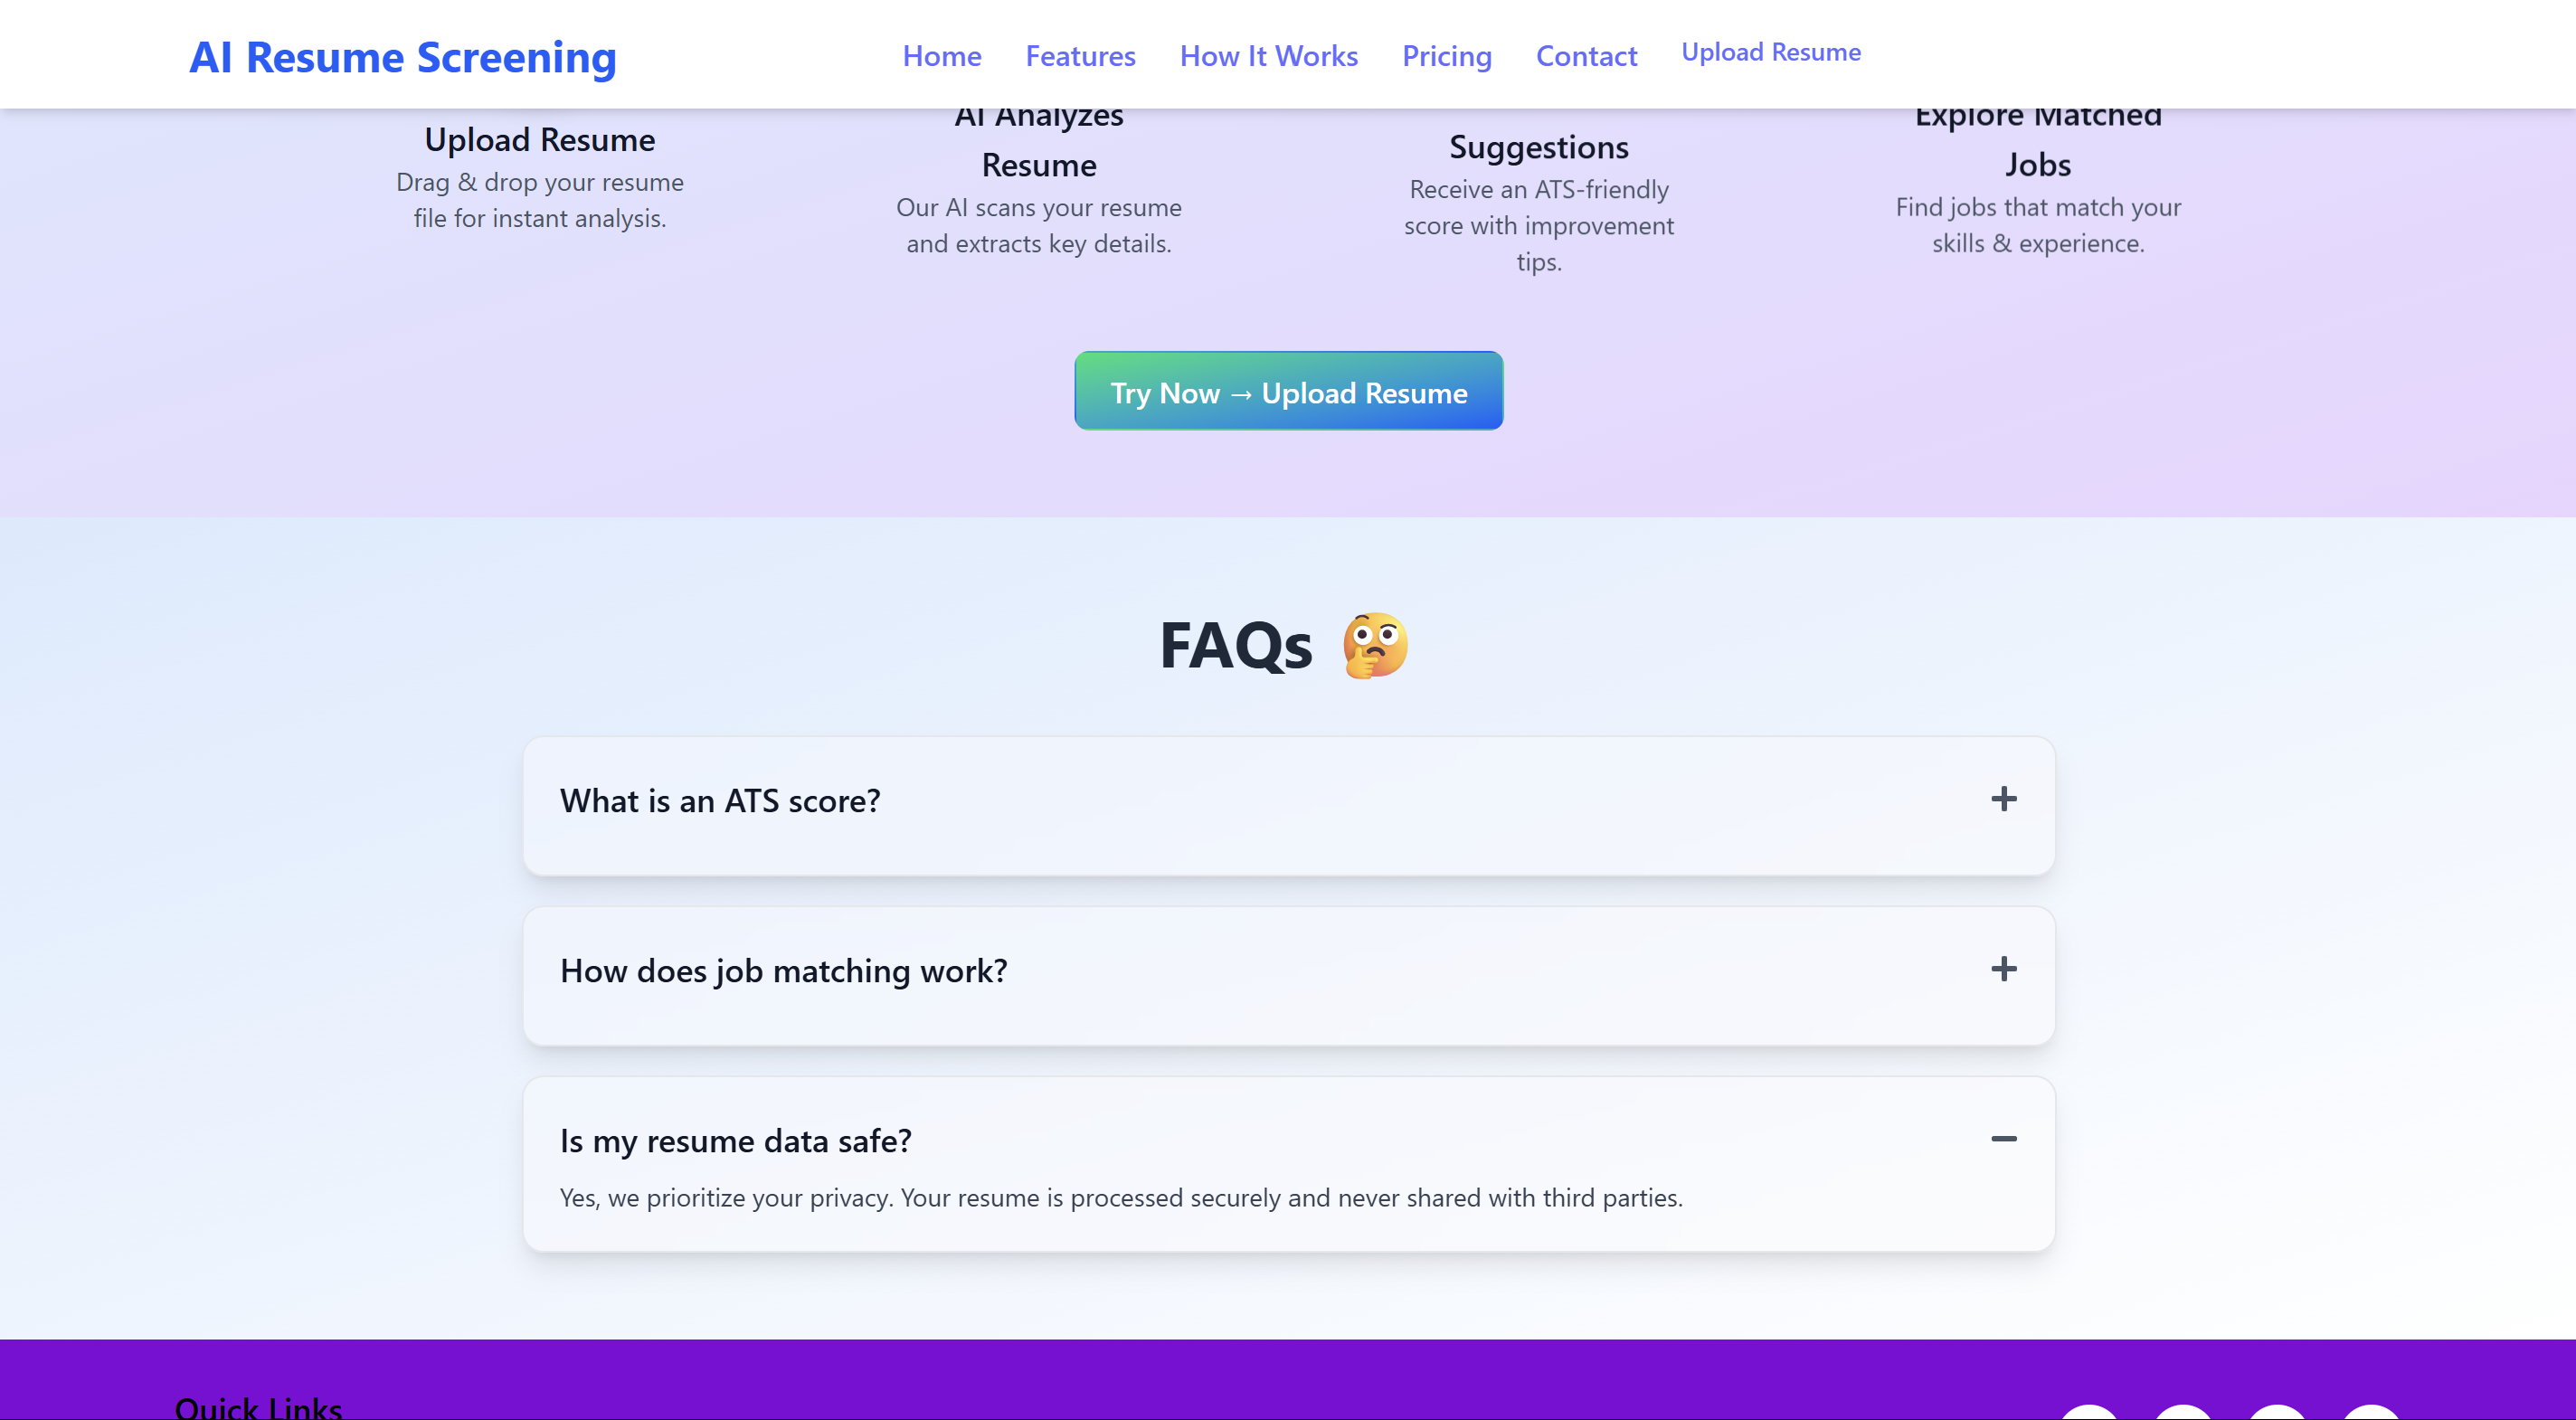 AI Resume Screening
Home Features How It Works Pricing Contact Upload Resume
Upload Resume
Drag & drop your resume
file for instant analysis.
AI Analyzes
Resume
Our AI scans your resume
and extracts key details.
Suggestions
Receive an ATS-friendly
score with improvement
tips.
Explore Matched
Jobs
Find jobs that match your
skills & experience.
Try Now → Upload Resume
FAQs 🤔
What is an ATS score?
How does job matching work?
Is my resume data safe?
Yes, we prioritize your privacy. Your resume is processed securely and never shared with third parties.
Quick Links